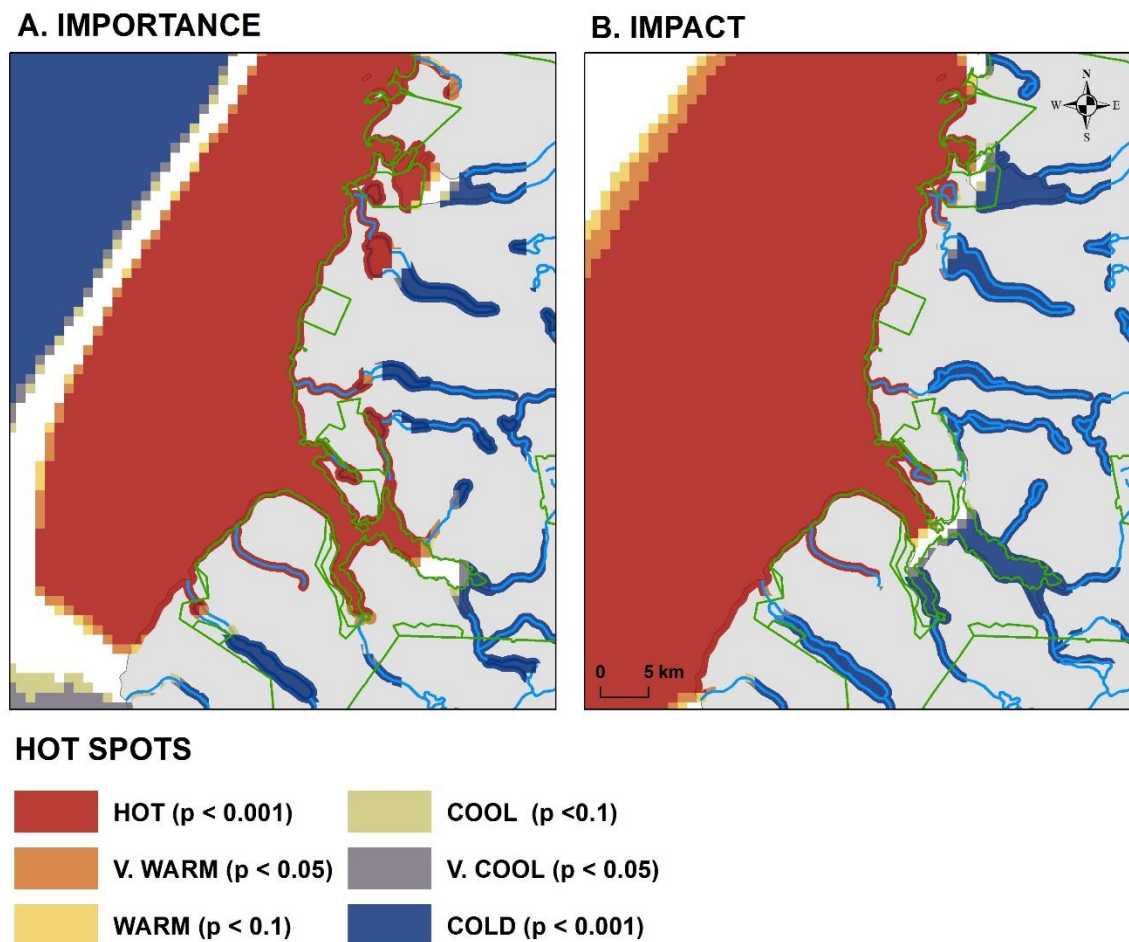 A. IMPORTANCE
B. IMPACT
N
W E
S
0 5 km
HOT SPOTS
HOT (p < 0.001)
COOL (p <0.1)
V. WARM (p < 0.05)
V. COOL (p < 0.05)
WARM (p < 0.1)
COLD (p < 0.001)